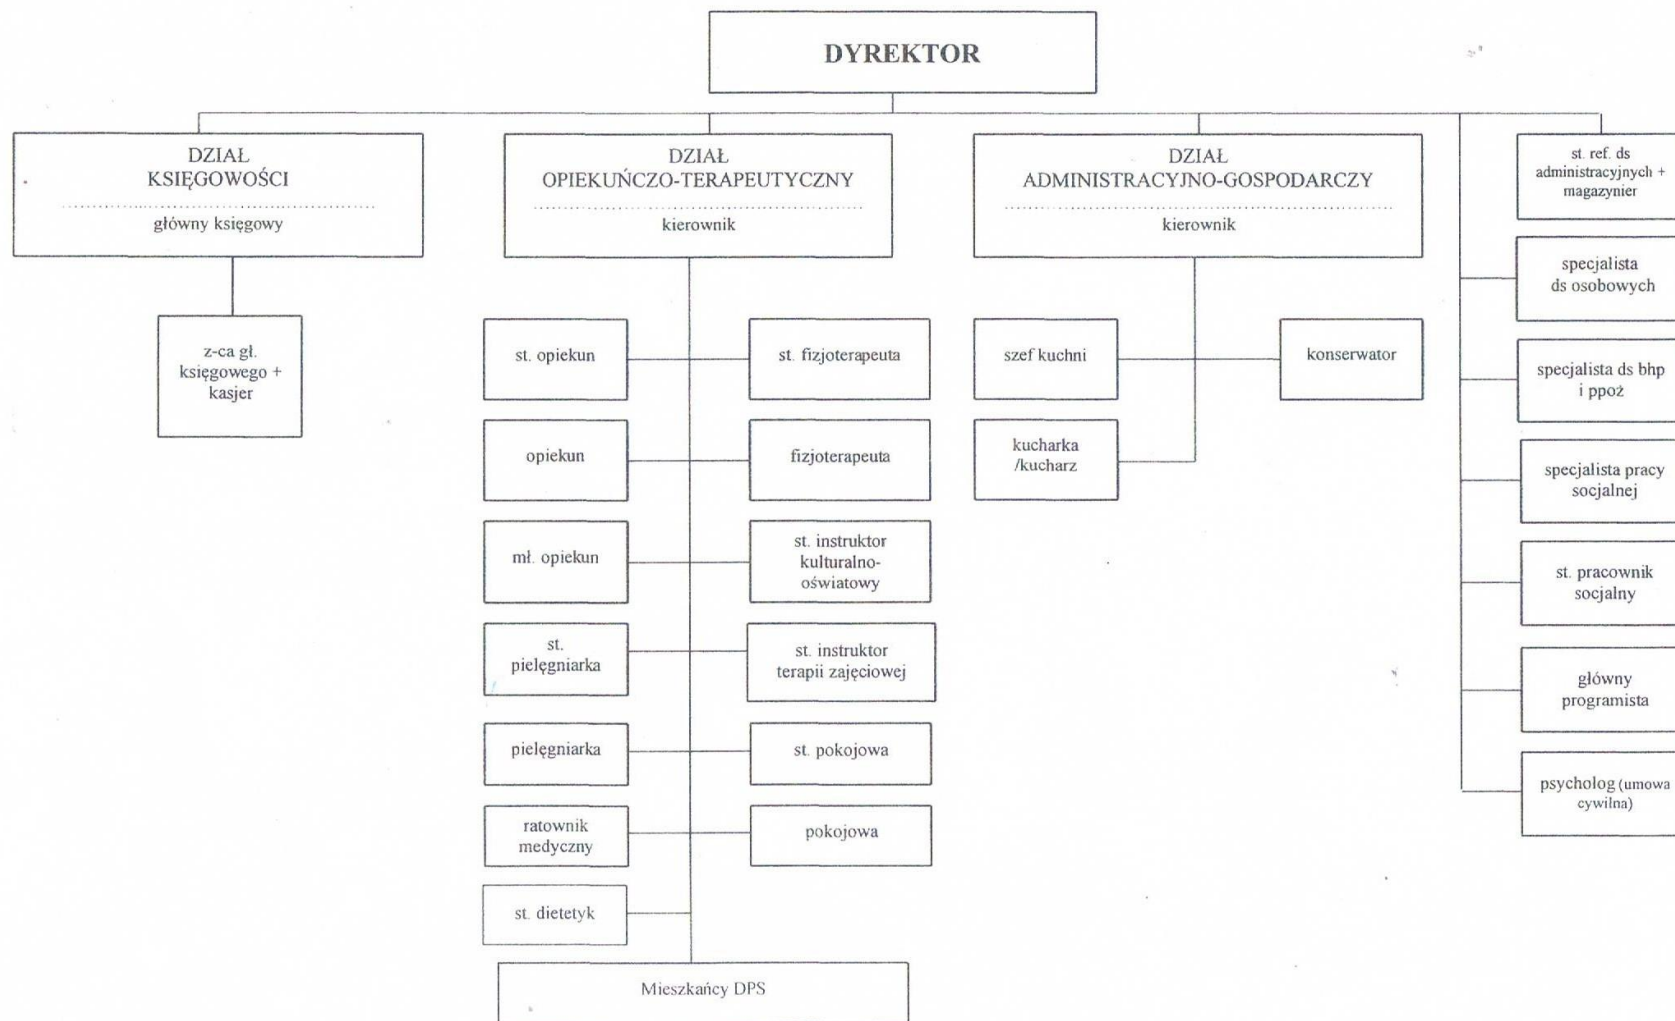 DYREKTOR
DZIAŁ
KSIĘGOWOŚCI
główny księgowy
z-ca gł.
księgowego +
kasjer
DZIAŁ
OPIEKUŃCZO-TERAPEUTYCZNY
kierownik
st. opiekun
st. fizjoterapeuta
opiekun
fizjoterapeuta
mł. opiekun
st. instruktor
kulturalno-
oświatowy
st.
pielęgniarka
st. instruktor
terapii zajęciowej
pielęgniarka
st. pokojowa
ratownik
medyczny
pokojowa
st. dietetyk
Mieszkańcy DPS
DZIAŁ
ADMINISTRACYJNO-GOSPODARCZY
kierownik
szef kuchni
konserwator
kucharka
/kucharz
st. ref. ds
administracyjnych +
magazynier
specjalista
ds osobowych
specjalista ds bhp
i ppoż
specjalista pracy
socjalnej
st. pracownik
socjalny
główny
programista
psycholog (umowa
cywilna)